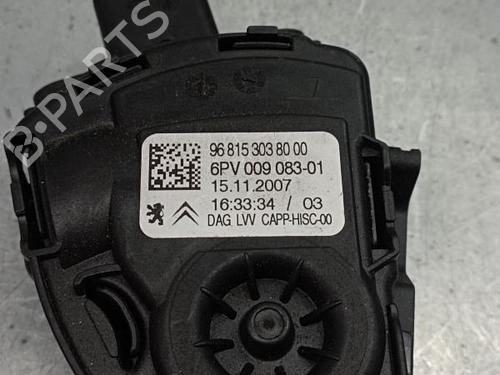 B-PARTS
96 815 303 80 00
6PV 009 083-01
15.11.2007
16:33:34 / 03
DAG LVV CAPP-HISC-00